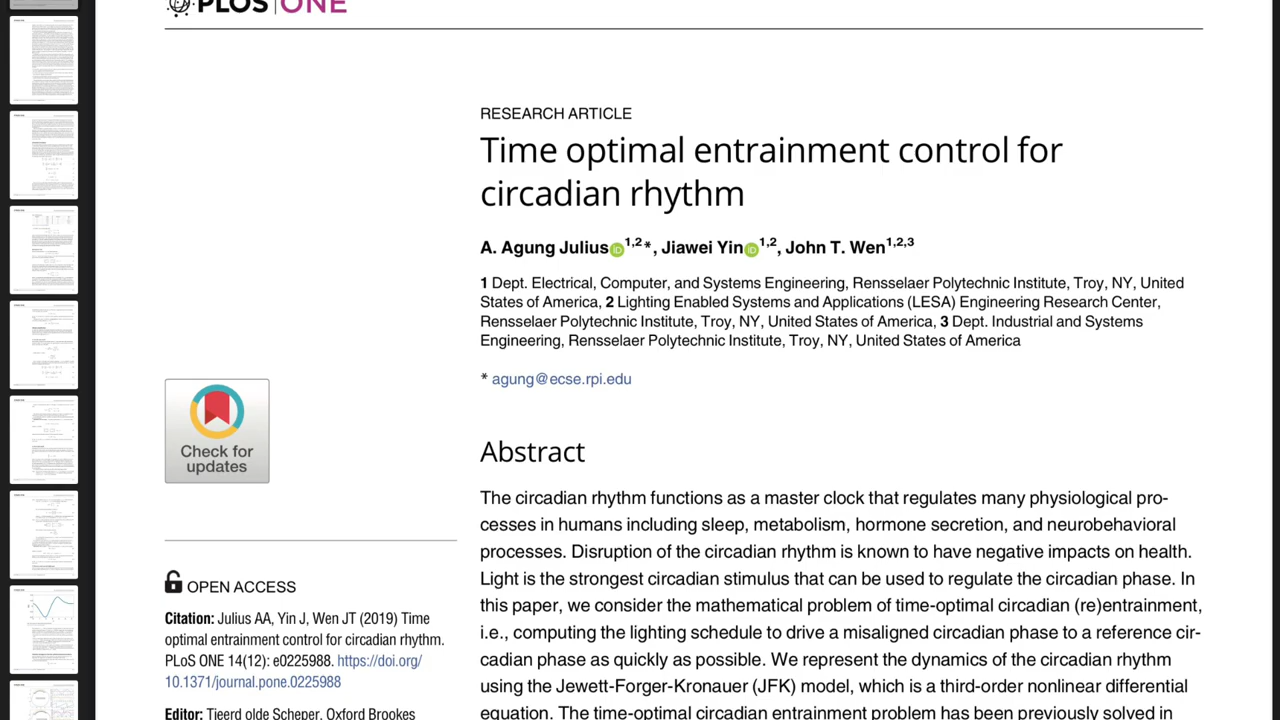 PLOS ONE
RESEARCH ARTICLE
Time optimal entrainment control for
circadian rhythm
Agung Julius Jiawei Yin John T. Wen
1 Dept. Electrical, Computer, and Systems Engineering, Rensselaer Polytechnic Institute, Troy, NY, United
States of America, 2 Lighting Enabled Systems and Applications (LESA) Engineering Research Center,
Rensselaer Polytechnic Institute, Troy, NY, United States of America, 3 Dept. Industrial and Systems
Engineering, Rensselaer Polytechnic Institute, Troy, NY, United States of America
agung@ecse.rpi.edu
Abstract
The circadian rhythm functions as a master clock that regulates many physiological pro-
cesses in humans including sleep, metabolism, hormone secretion, and neurobehavioral
processes. Disruption of the circadian rhythm is known to have negative impacts on health.
Light is the strongest circadian stimulus that can be used to regulate the circadian phase. In
this paper, we consider the mathematical problem of time-optimal circadian (re)entrainment,
i.e., computing the lighting schedule to drive a misaligned circadian phase to a reference cir-
cadian phase as quickly as possible. We represent the dynamics of the circadian rhythm
using the Jewett-Forger-Kronauer (JFK) model, which is a third-order nonlinear differential
equation. The time-optimal circadian entrainment problem has been previously solved in
Check for
updates
OPEN ACCESS
Citation: Julius AA, Yin J, Wen JT (2019) Time
optimal entrainment control for circadian rhythm.
PLoS ONE 14(12): e0225988. https://doi.org/
10.1371/journal.pone.0225988
Editor: Oxford Brookes